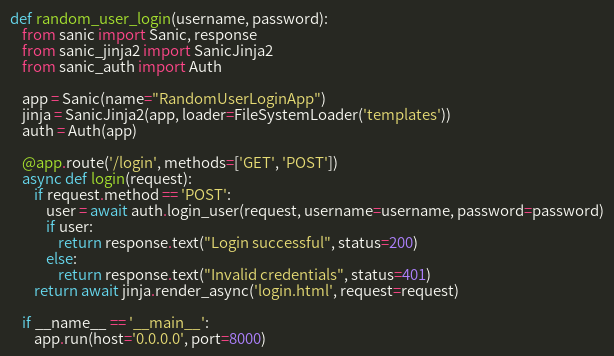 def random_user_login(username, password):
    from sanic import Sanic, response
    from sanic_jinja2 import SanicJinja2
    from sanic_auth import Auth

    app = Sanic(name="RandomUserLoginApp")
    jinja = SanicJinja2(app, loader=FileSystemLoader('templates'))
    auth = Auth(app)

    @app.route('/login', methods=['GET', 'POST'])
    async def login(request):
        if request.method == 'POST':
            user = await auth.login_user(request, username=username, password=password)
            if user:
                return response.text("Login successful", status=200)
            else:
                return response.text("Invalid credentials", status=401)
        return await jinja.render_async('login.html', request=request)

    if __name__ == '__main__':
        app.run(host='0.0.0.0', port=8000)